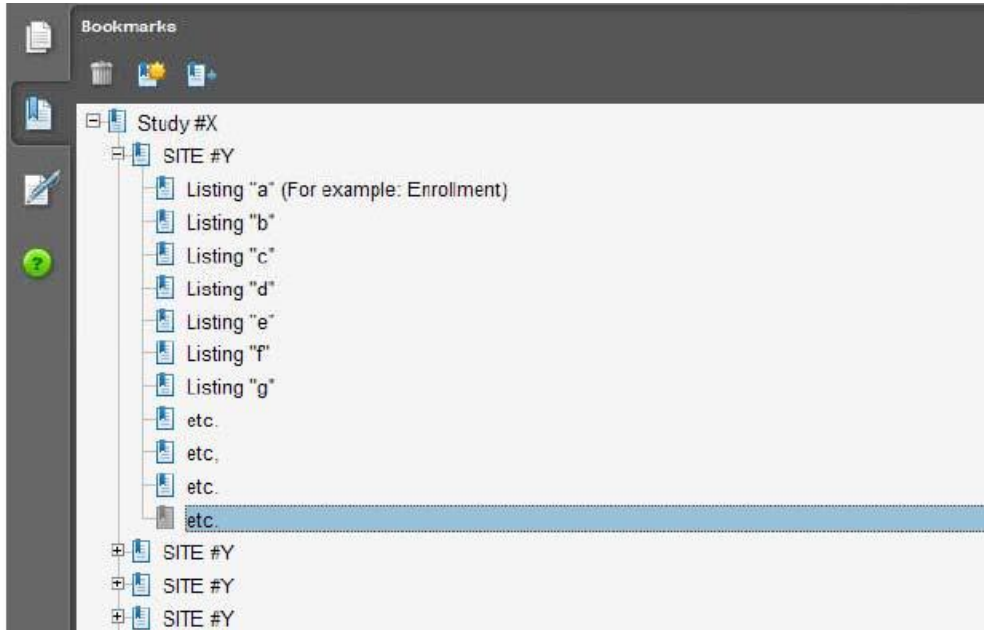 Bookmarks
Study #X
SITE #Y
Listing "a" (For example: Enrollment)
Listing "b"
Listing "c"
Listing "d"
Listing "e"
Listing "f"
Listing "g"
etc.
etc,
etc.
etc.
SITE #Y
SITE #Y
SITE #Y
?